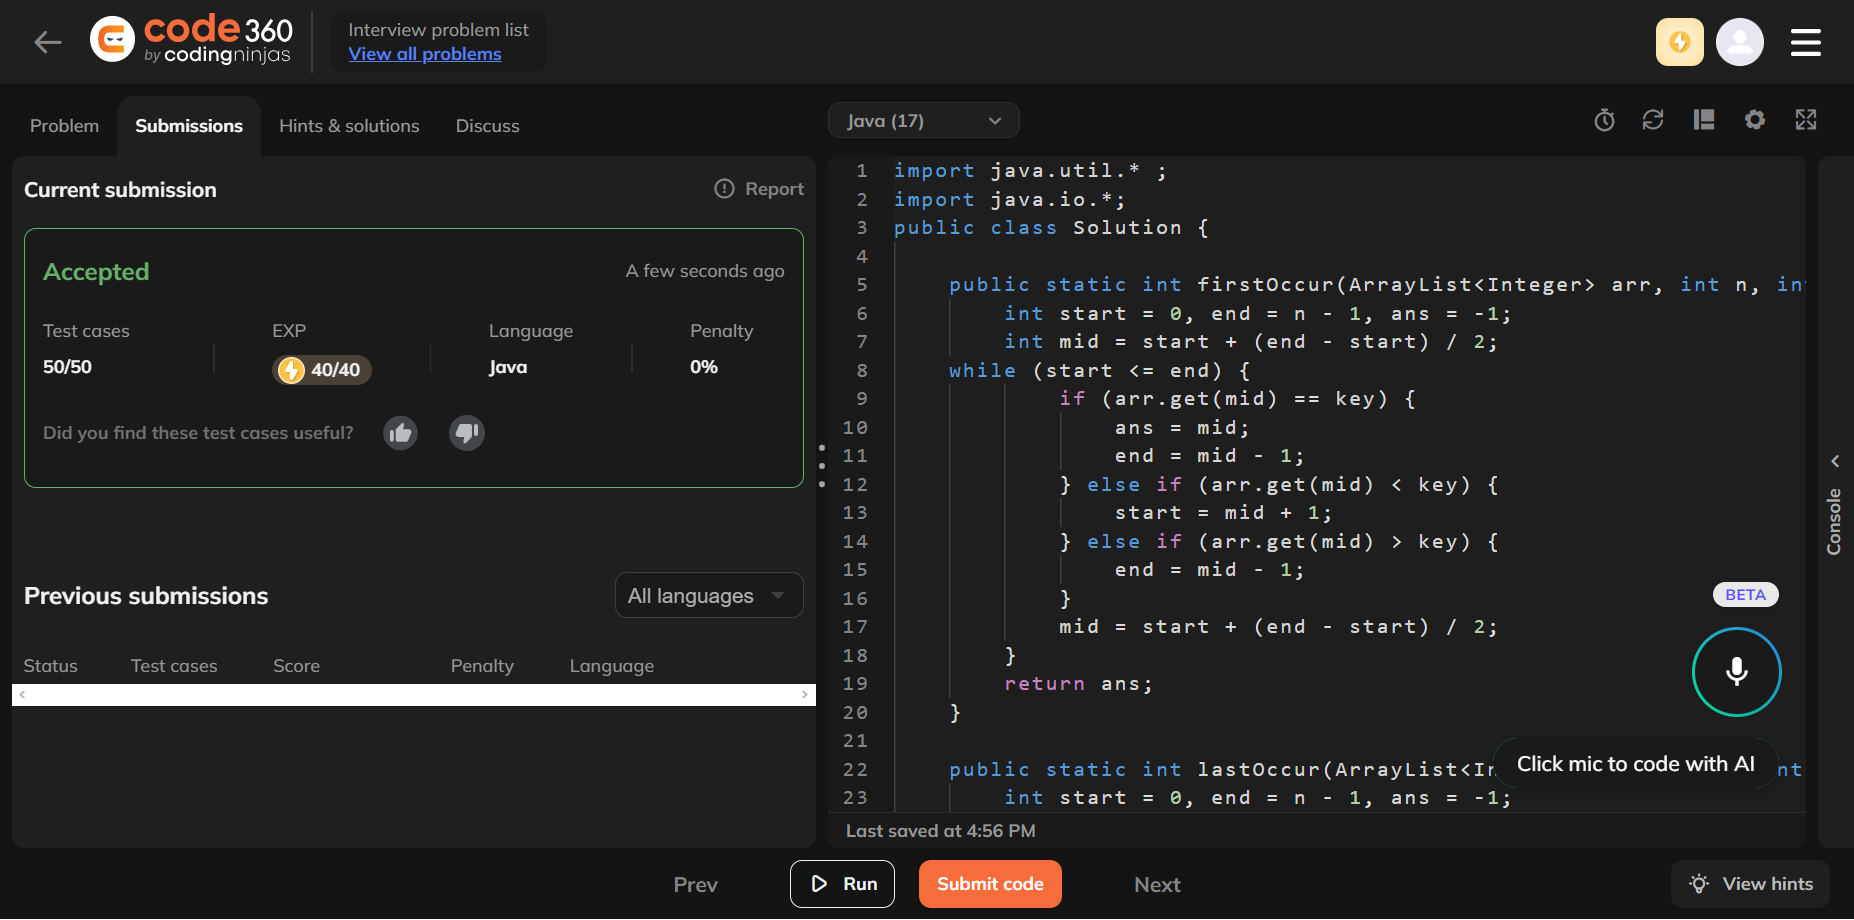 code 360
by codingninjas
Interview problem list
View all problems
Problem
Submissions
Hints & solutions
Discuss
Current submission
Report
Accepted
A few seconds ago
Test cases
EXP
Language
Penalty
50/50
40/40
Java
0%
Did you find these test cases useful?
Previous submissions
All languages
Status
Test cases
Score
Penalty
Language
Java (17)
1 import java.util.* ;
2 import java.io.*;
3 public class Solution {
4
5 public static int firstOccur(ArrayList<Integer> arr, int n, in
6 int start = 0, end = n - 1, ans = -1;
7 int mid = start + (end - start) / 2;
8 while (start <= end) {
9 if (arr.get(mid) == key) {
10 ans = mid;
11 end = mid - 1;
12 } else if (arr.get(mid) < key) {
13 start = mid + 1;
14 } else if (arr.get(mid) > key) {
15 end = mid - 1;
16 }
17 mid = start + (end - start) / 2;
18 }
19 return ans;
20 }
21
22 public static int lastOccur(ArrayList<In
nt
23 int start = 0, end = n - 1, ans = -1;
BETA
Click mic to code with AI
Console
Last saved at 4:56 PM
Prev
Run
Submit code
Next
View hints